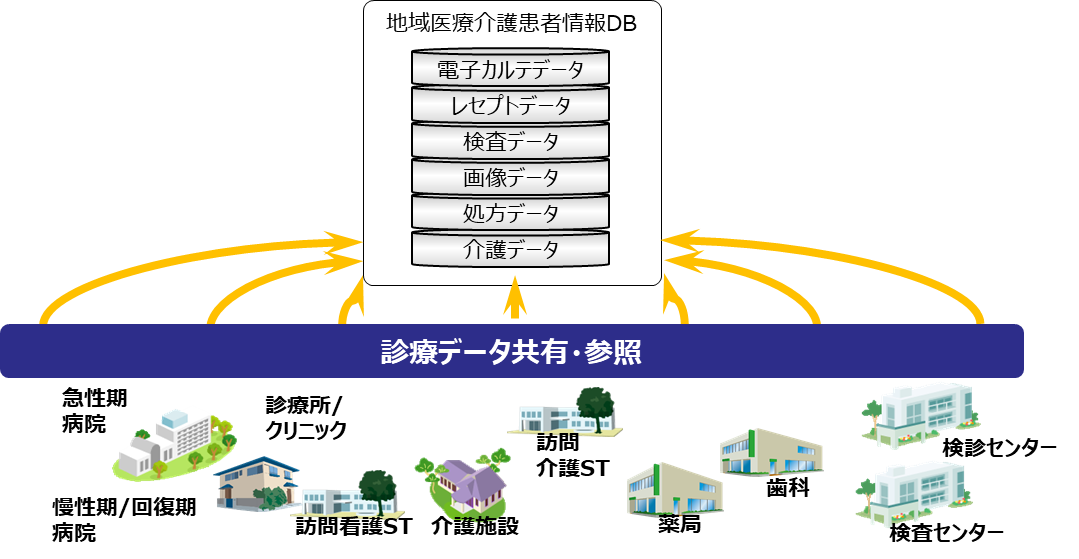 地域医療介護患者情報DB
電子カルテデータ
レセプトデータ
検査データ
画像データ
処方データ
介護データ
診療データ共有・参照
急性期
病院
診療所/
クリニック
訪問
介護ST
検診センター
歯科
慢性期/回復期
病院
訪問看護ST
介護施設
薬局
検査センター